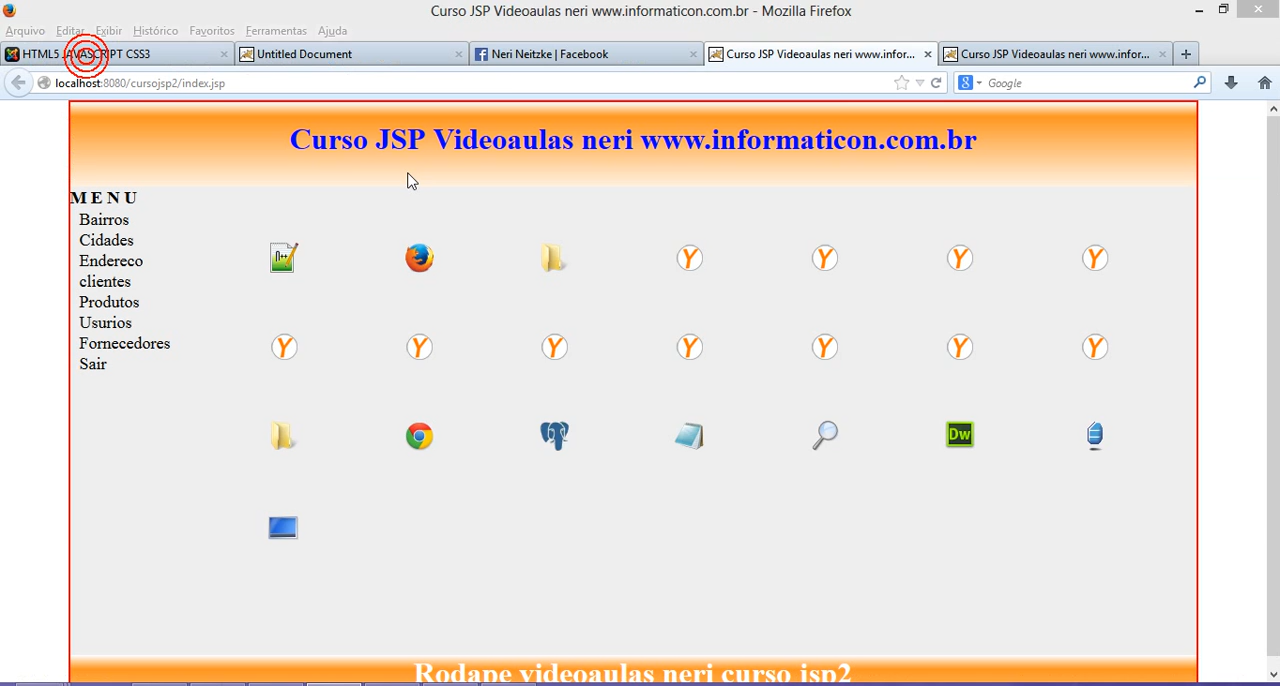 Curso JSP Videoaulas neri www.informaticon.com.br - Mozilla Firefox
Arquivo Editar Exibir Histórico Favoritos Ferramentas Ajuda
HTML5 JAVASCRIPT CSS3 Untitled Document Neri Neitzke | Facebook Curso JSP Videoaulas neri www.infor... Curso JSP Videoaulas neri www.infor...
localhost:8080/cursojsp2/index.jsp 8 Google
Curso JSP Videoaulas neri www.informaticon.com.br
M E N U
Bairros
Cidades
Endereco
clientes
Produtos
Usurios
Fornecedores
Sair
n++ Y Y Y Y
Y Y Y Y Y Y Y
Dw
Rodape videoaulas neri curso jsp2